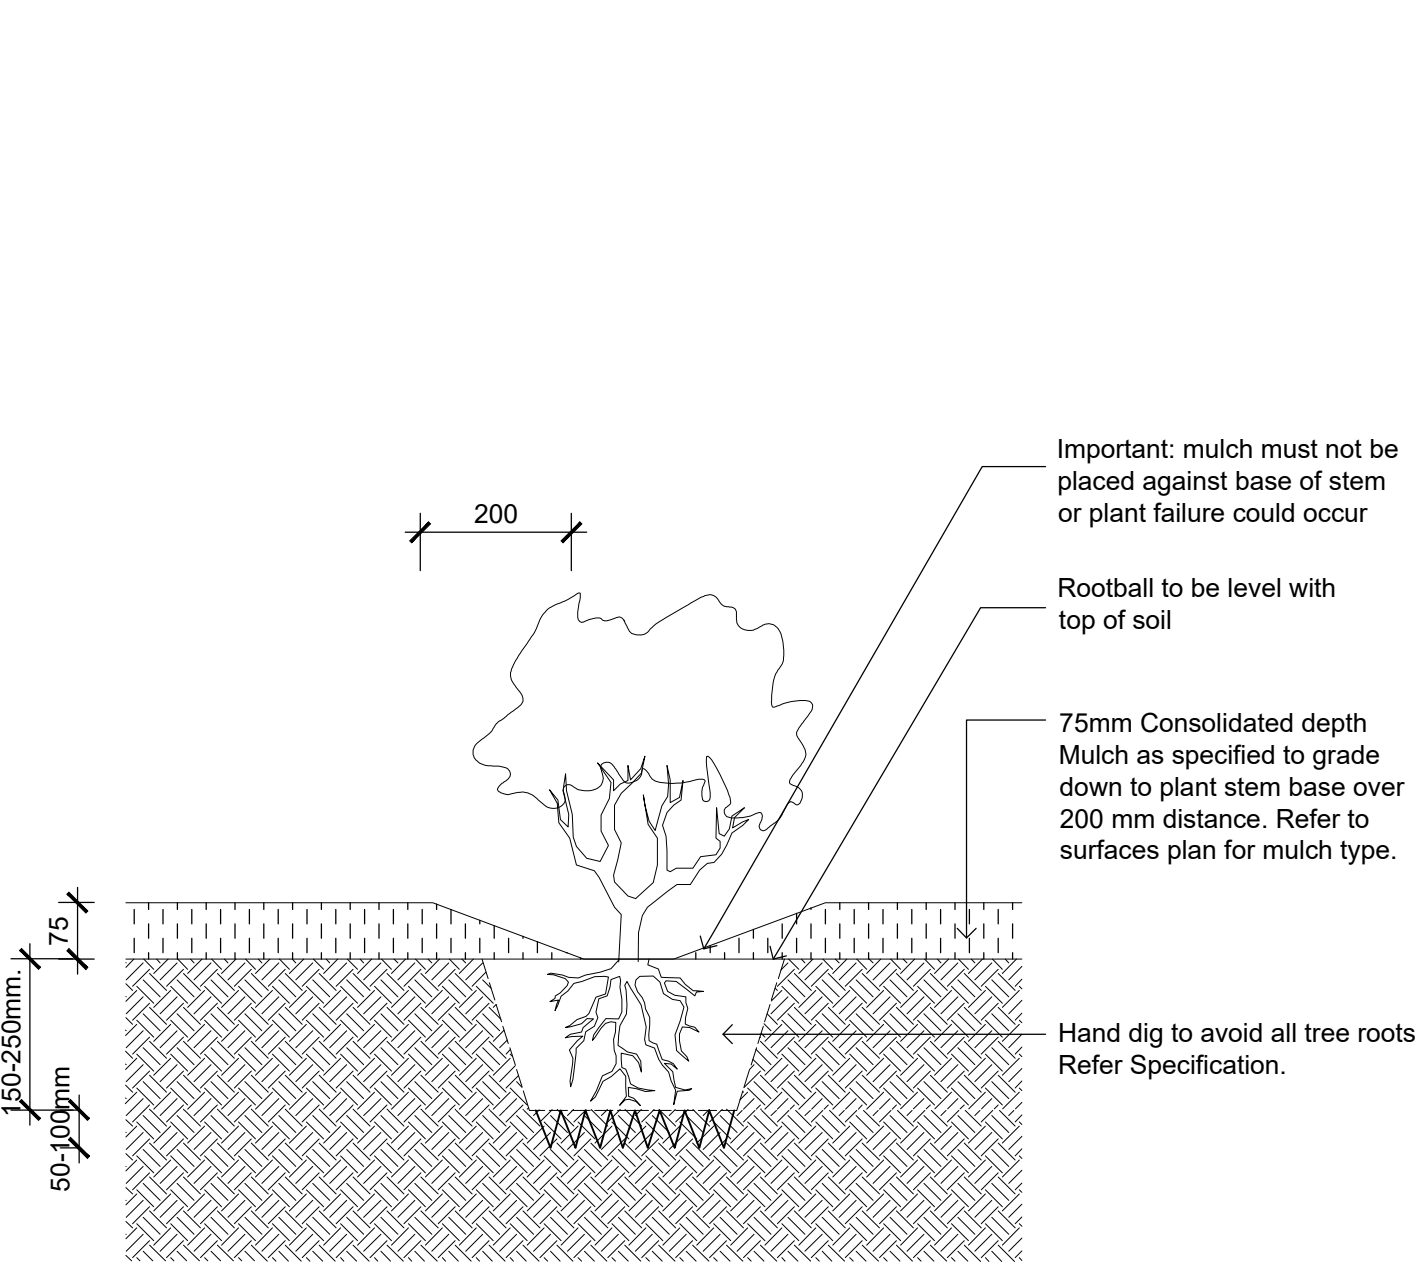 Important: mulch must not be
placed against base of stem
or plant failure could occur
200
Rootball to be level with
top of soil
75mm Consolidated depth
Mulch as specified to grade
down to plant stem base over
200 mm distance. Refer to
surfaces plan for mulch type.
75
150-250mm.
50-100mm
Hand dig to avoid all tree roots
Refer Specification.